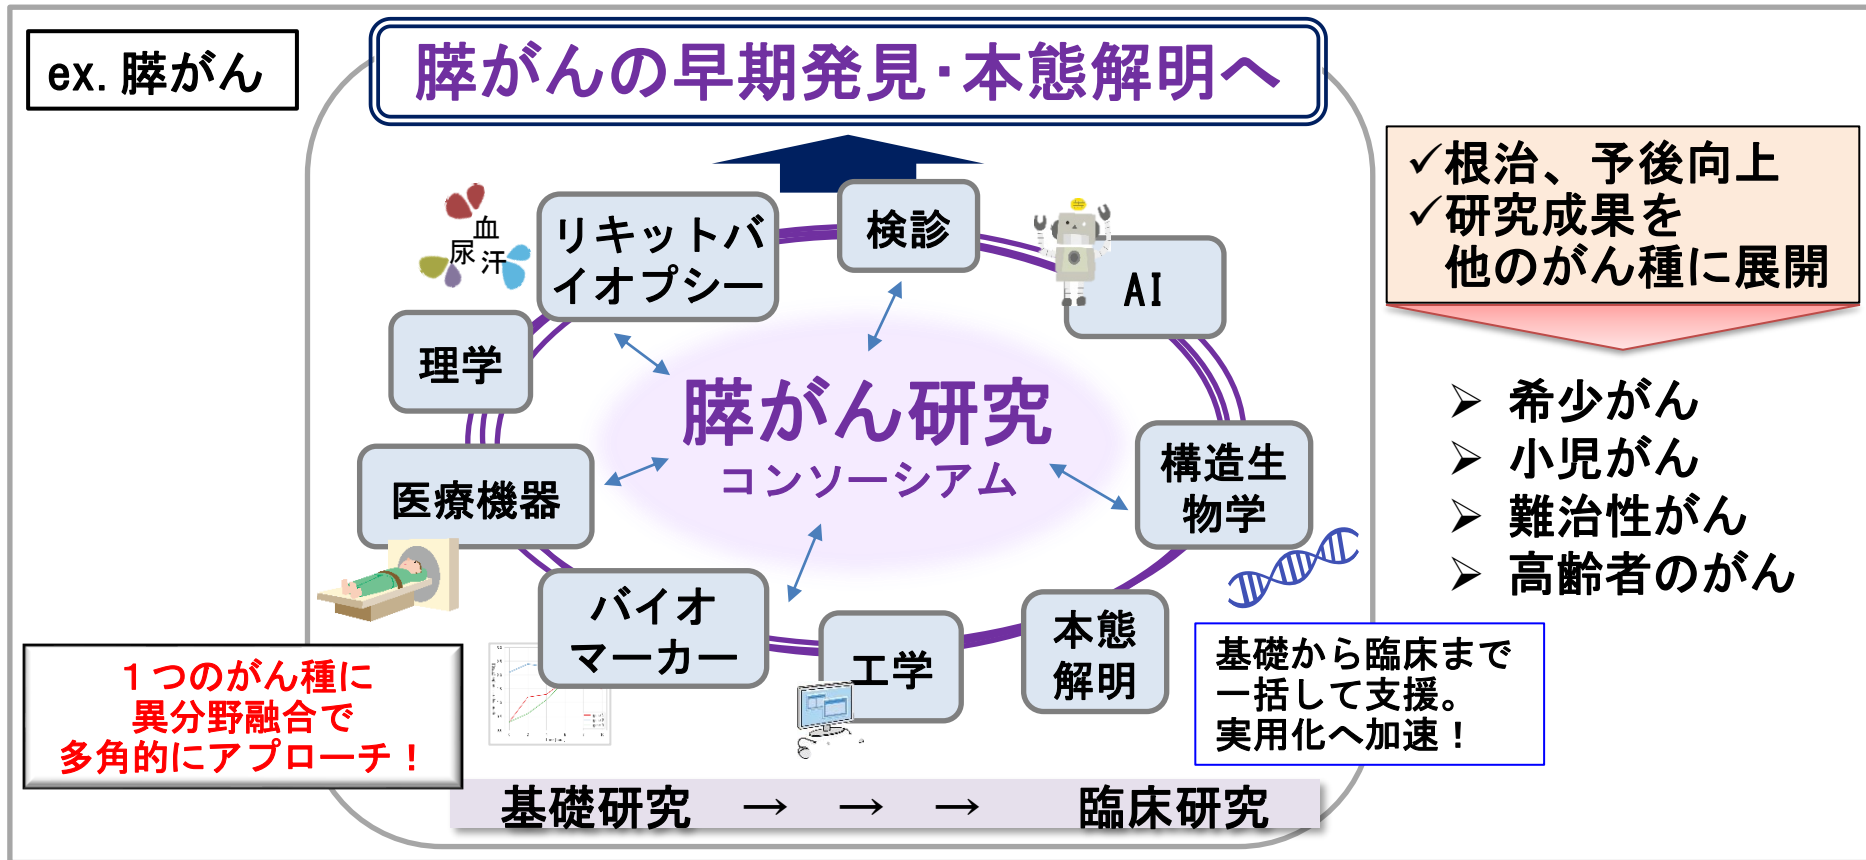 ex. 膵がん
膵がんの早期発見・本態解明へ
✓根治、予後向上
✓研究成果を
他のがん種に展開
血
尿
汗
リキットバ
イオプシー
検診
AI
理学
膵がん研究
コンソーシアム
➢ 希少がん
➢ 小児がん
➢ 難治性がん
➢ 高齢者のがん
医療機器
構造生
物学
バイオ
マーカー
工学
本態
解明
1つのがん種に
異分野融合で
多角的にアプローチ！
基礎から臨床まで
一括して支援。
実用化へ加速！
基礎研究 → → → 臨床研究